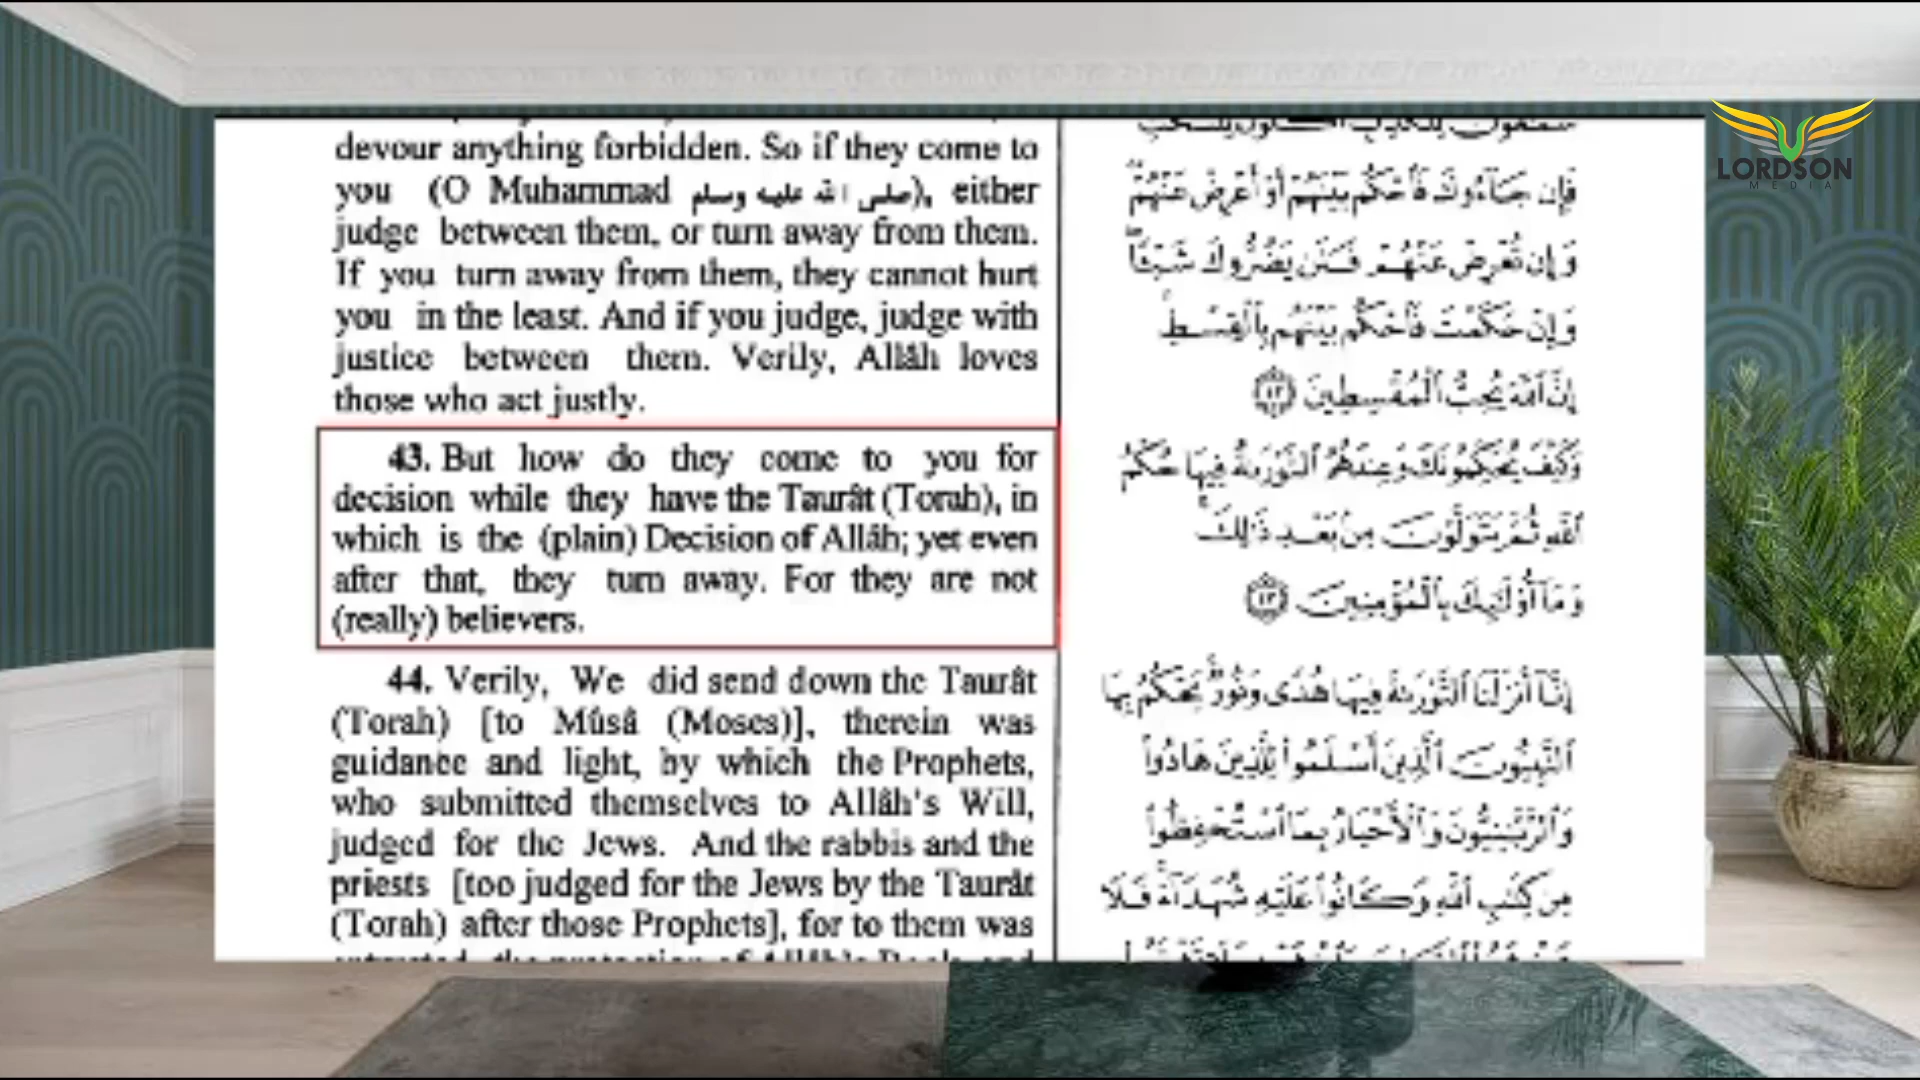 devour anything forbidden. So if they come to
you (O Muhammad صلى الله عليه وسلم), either
judge between them, or turn away from them.
If you turn away from them, they cannot hurt
you in the least. And if you judge, judge with
justice between them. Verily, Allâh loves
those who act justly.
43. But how do they come to you for
decision while they have the Taurât (Torah), in
which is the (plain) Decision of Allâh; yet even
after that, they turn away. For they are not
(really) believers.
44. Verily, We did send down the Taurât
(Torah) [to Mûsâ (Moses)], therein was
guidance and light, by which the Prophets,
who submitted themselves to Allâh's Will,
judged for the Jews. And the rabbis and the
priests [too judged for the Jews by the Taurât
(Torah) after those Prophets], for to them was
فَإِن جَآءُوكَ فَٱحْكُم بَيْنَهُمْ أَوْ أَعْرِضْ عَنْهُمْ
وَإِن تُعْرِضْ عَنْهُمْ فَلَن يَضُرُّوكَ شَيْـًٔا
وَإِنْ حَكَمْتَ فَٱحْكُم بَيْنَهُم بِٱلْقِسْطِ
إِنَّ ٱللَّهَ يُحِبُّ ٱلْمُقْسِطِينَ ٤٢
وَكَيْفَ يُحَكِّمُونَكَ وَعِندَهُمُ ٱلتَّوْرَىٰةُ فِيهَا حُكْمُ
ٱللَّهِ ثُمَّ يَتَوَلَّوْنَ مِنۢ بَعْدِ ذَٰلِكَ
وَمَآ أُو۟لَـٰٓئِكَ بِٱلْمُؤْمِنِينَ ٤٣
إِنَّآ أَنزَلْنَا ٱلتَّوْرَىٰةَ فِيهَا هُدًى وَنُورٌ يَحْكُمُ بِهَا
ٱلنَّبِيُّونَ ٱلَّذِينَ أَسْلَمُوا۟ لِلَّذِينَ هَادُوا۟
وَٱلرَّبَّـٰنِيُّونَ وَٱلْأَحْبَارُ بِمَا ٱسْتُحْفِظُوا۟
مِن كِتَـٰبِ ٱللَّهِ وَكَانُوا۟ عَلَيْهِ شُهَدَآءَ فَلَا
LORDSON
MEDIA